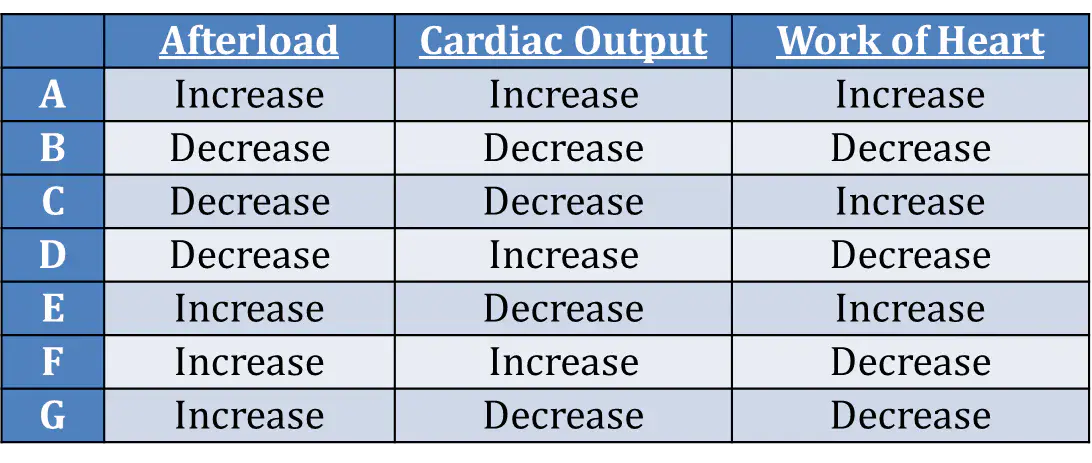 Afterload Cardiac Output Work of Heart
A Increase Increase Increase
B Decrease Decrease Decrease
C Decrease Decrease Increase
D Decrease Increase Decrease
E Increase Decrease Increase
F Increase Increase Decrease
G Increase Decrease Decrease